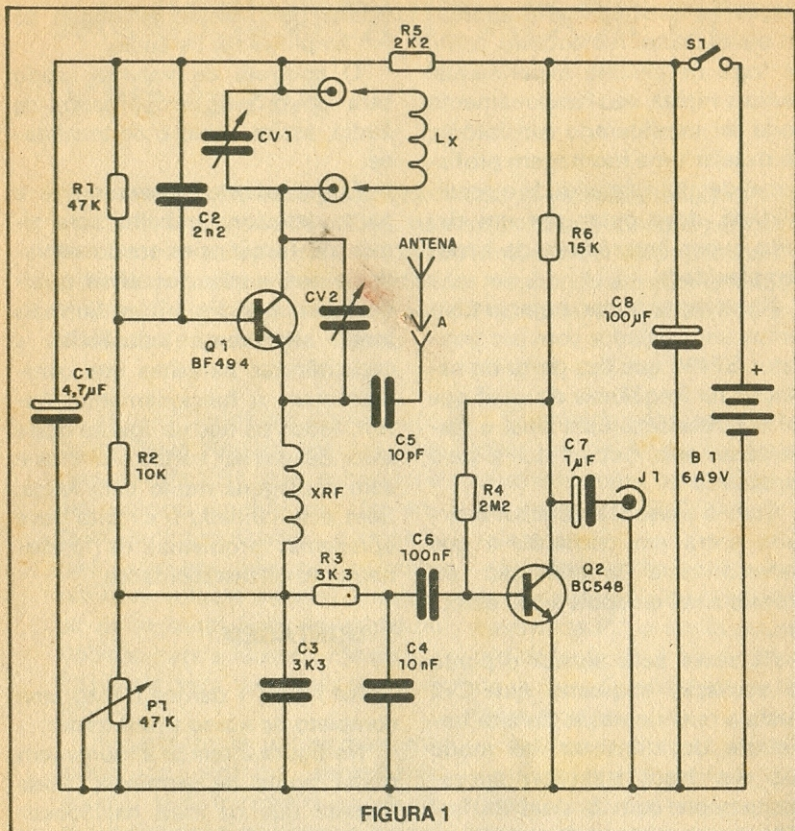 R5
2K2
S1
CV1
LX
R1
47K
C2
2n2
R6
15K
ANTENA
CV2
A
C8
100µF
Q1
BF494
C1
4,7µF
C5
10pF
+
B1
6A9V
R2
10K
XRF
C7
1µF
J1
R4
2M2
C6
100nF
R3
3K3
Q2
BC548
C3
3K3
C4
10nF
P1
47K
FIGURA 1